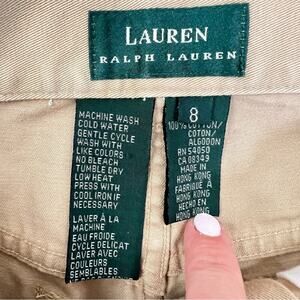 LAUREN
RALPH LAUREN
MACHINE WASH
COLD WATER
GENTLE CYCLE
WASH WITH
LIKE COLORS
NO BLEACH
TUMBLE DRY
LOW HEAT
PRESS WITH
COOL IRON IF
NECESSARY
LAVER À LA
MACHINE
EAU FROIDE
CYCLE DELICAT
LAVER AVEC
COULEURS
SEMBLABLES
8
100% COTTON/
COTON/
ALGODON
RN 54050
CA 08349
MADE IN
HONG KONG
FABRIQUÉ À
HONG KONG
HECHO EN
HONG KONG